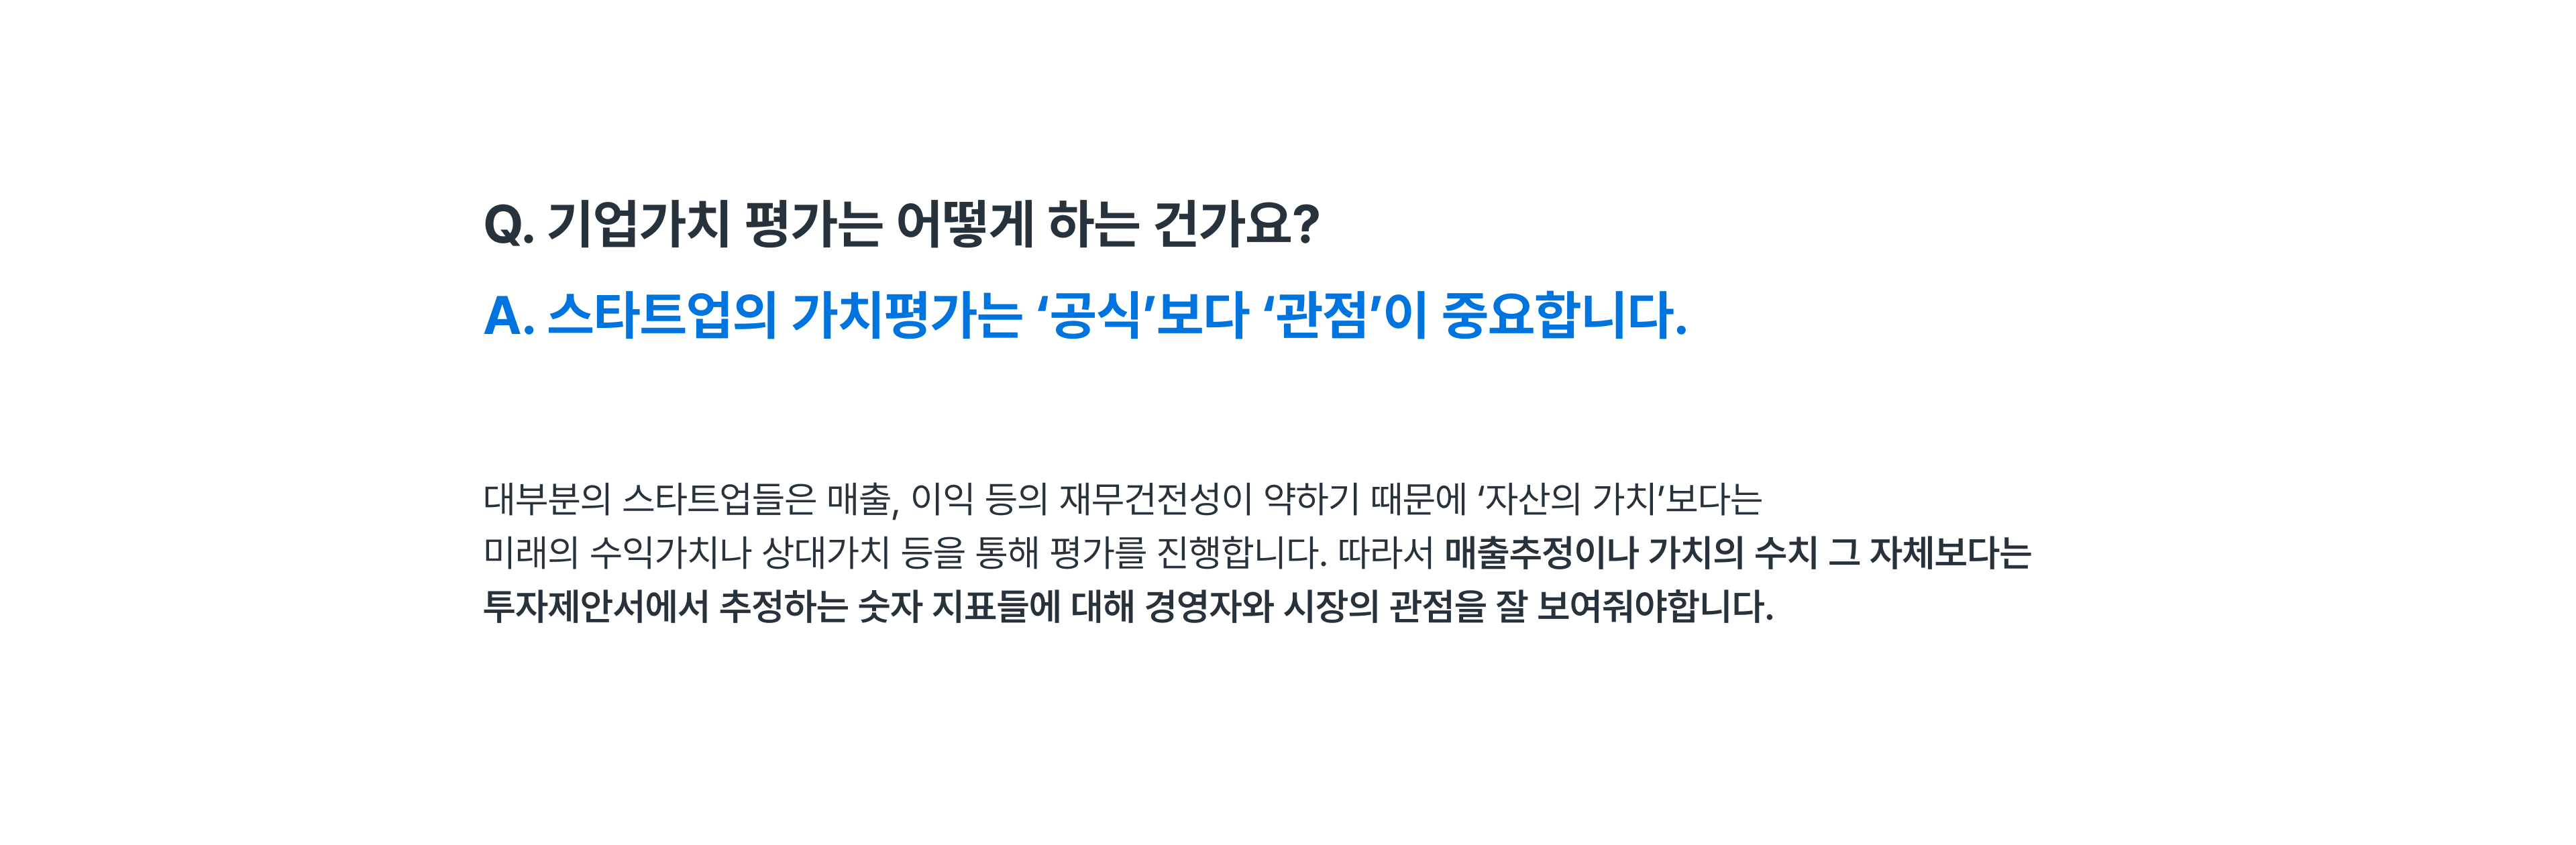 Q. 기업가치 평가는 어떻게 하는 건가요?
A. 스타트업의 가치평가는 ‘공식’보다 ‘관점’이 중요합니다.
대부분의 스타트업들은 매출, 이익 등의 재무건전성이 약하기 때문에 ‘자산의 가치’보다는
미래의 수익가치나 상대가치 등을 통해 평가를 진행합니다. 따라서 매출추정이나 가치의 수치 그 자체보다는
투자제안서에서 추정하는 숫자 지표들에 대해 경영자와 시장의 관점을 잘 보여줘야합니다.